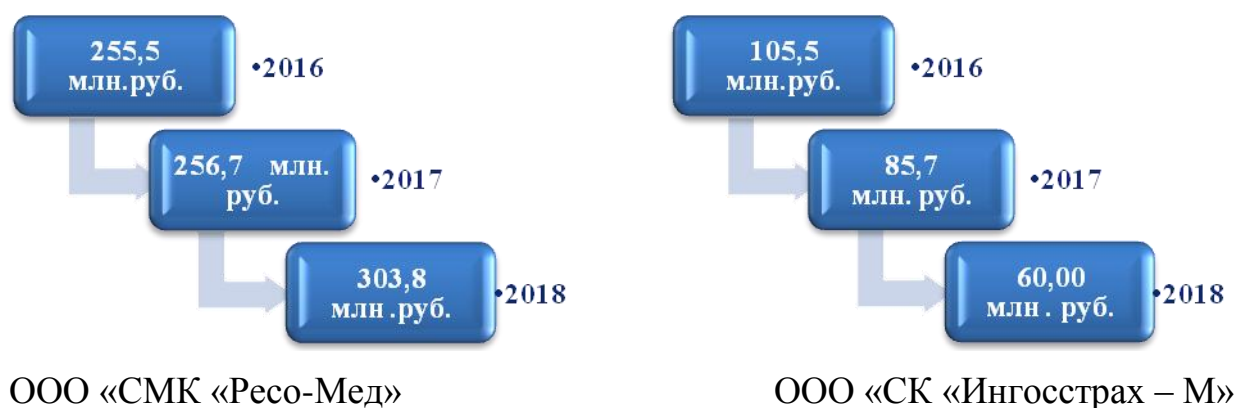 255,5
млн.руб.
•2016
256,7 млн.
руб.
•2017
303,8
млн .руб.
•2018
ООО «СМК «Ресо-Мед»
105,5
млн.руб.
•2016
85,7
млн. руб.
•2017
60,00
млн . руб.
•2018
ООО «СК «Ингосстрах – М»